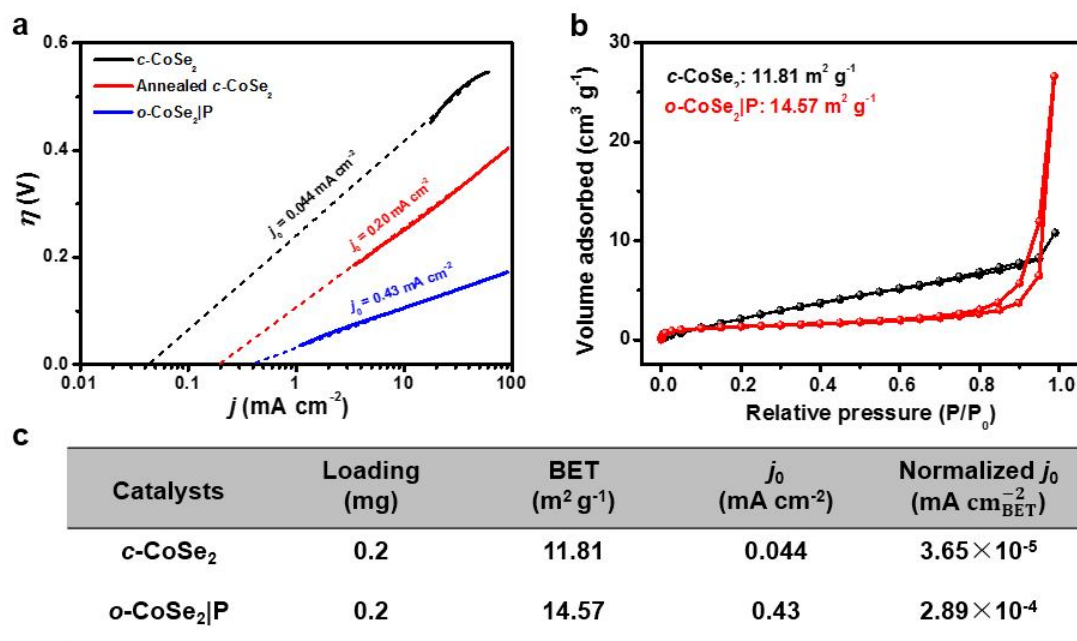 a
0.6
0.4
0.2
0.0
η (V)
c-CoSe₂
Annealed c-CoSe₂
o-CoSe₂|P
j₀ = 0.044 mA cm⁻²
j₀ = 0.20 mA cm⁻²
j₀ = 0.43 mA cm⁻²
0.01 0.1 1 10 100
j (mA cm⁻²)
b
30
20
10
0
Volume adsorbed (cm³ g⁻¹)
c-CoSe₂: 11.81 m² g⁻¹
o-CoSe₂|P: 14.57 m² g⁻¹
0.0 0.2 0.4 0.6 0.8 1.0
Relative pressure (P/P₀)
c
Catalysts Loading (mg) BET (m² g⁻¹) j₀ (mA cm⁻²) Normalized j₀ (mA cm⁻²_BET)
c-CoSe₂ 0.2 11.81 0.044 3.65×10⁻⁵
o-CoSe₂|P 0.2 14.57 0.43 2.89×10⁻⁴